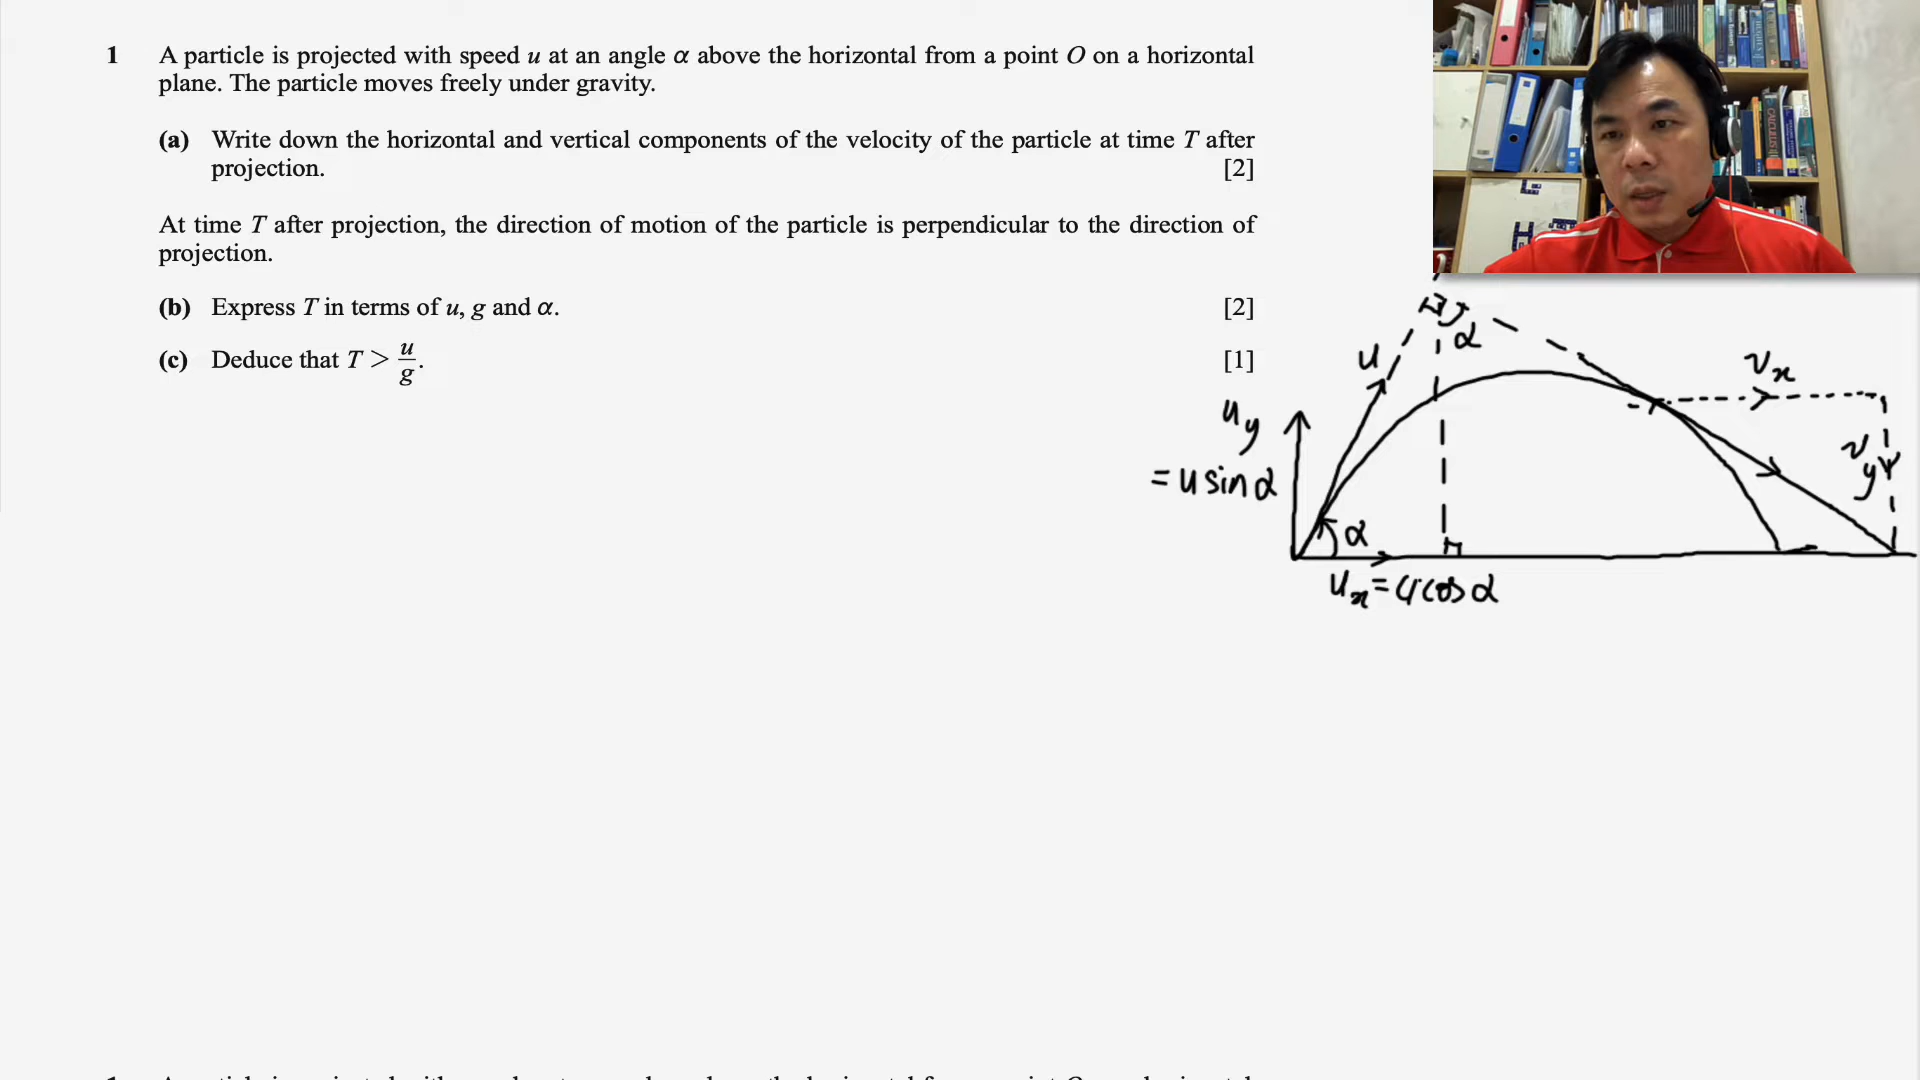 1 A particle is projected with speed u at an angle α above the horizontal from a point O on a horizontal
plane. The particle moves freely under gravity.
(a) Write down the horizontal and vertical components of the velocity of the particle at time T after
projection. [2]
At time T after projection, the direction of motion of the particle is perpendicular to the direction of
projection.
(b) Express T in terms of u, g and α. [2]
(c) Deduce that T > u/g. [1]
α
u
v_x
u_y
= u sin α
v_y
α
u_x = u cos α
CALCULUS